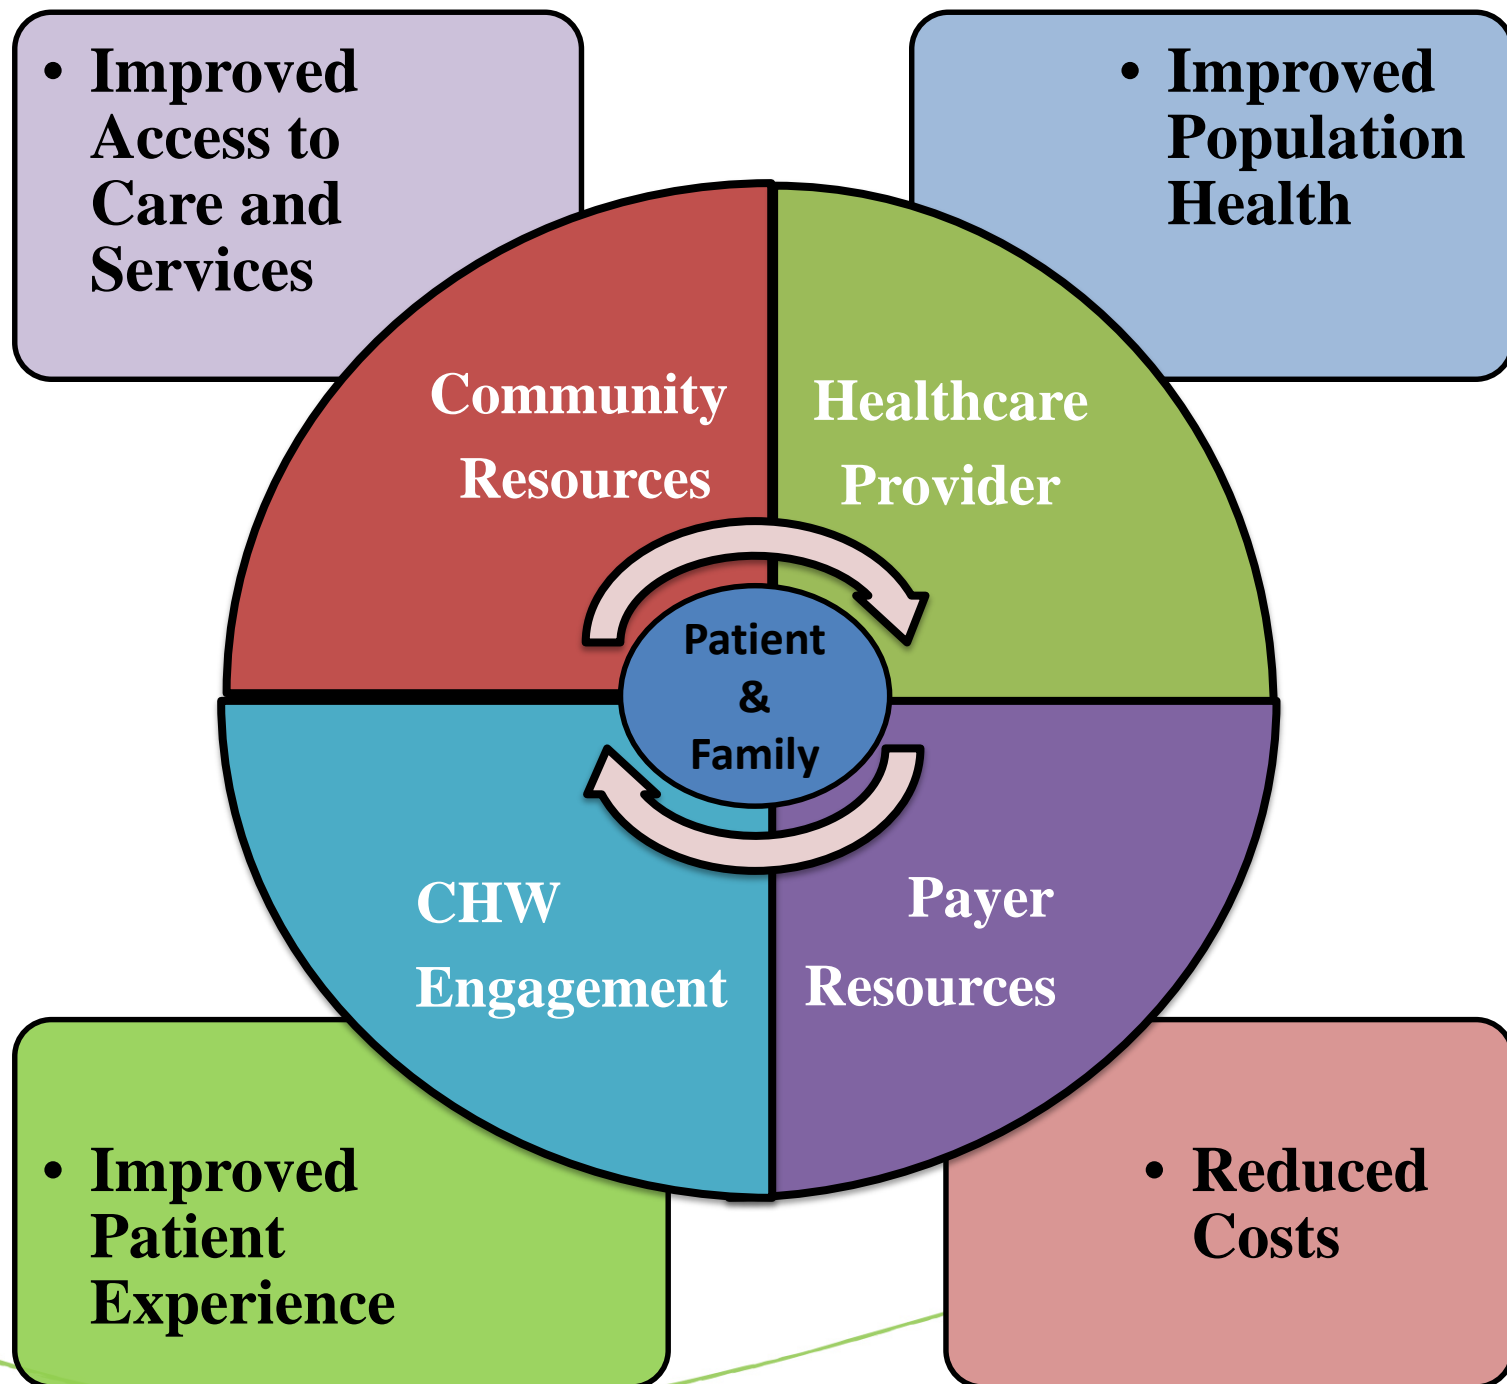 • Improved
Access to
Care and
Services
• Improved
Population
Health
Community
Resources
Healthcare
Provider
Patient
&
Family
CHW
Engagement
Payer
Resources
• Improved
Patient
Experience
• Reduced
Costs